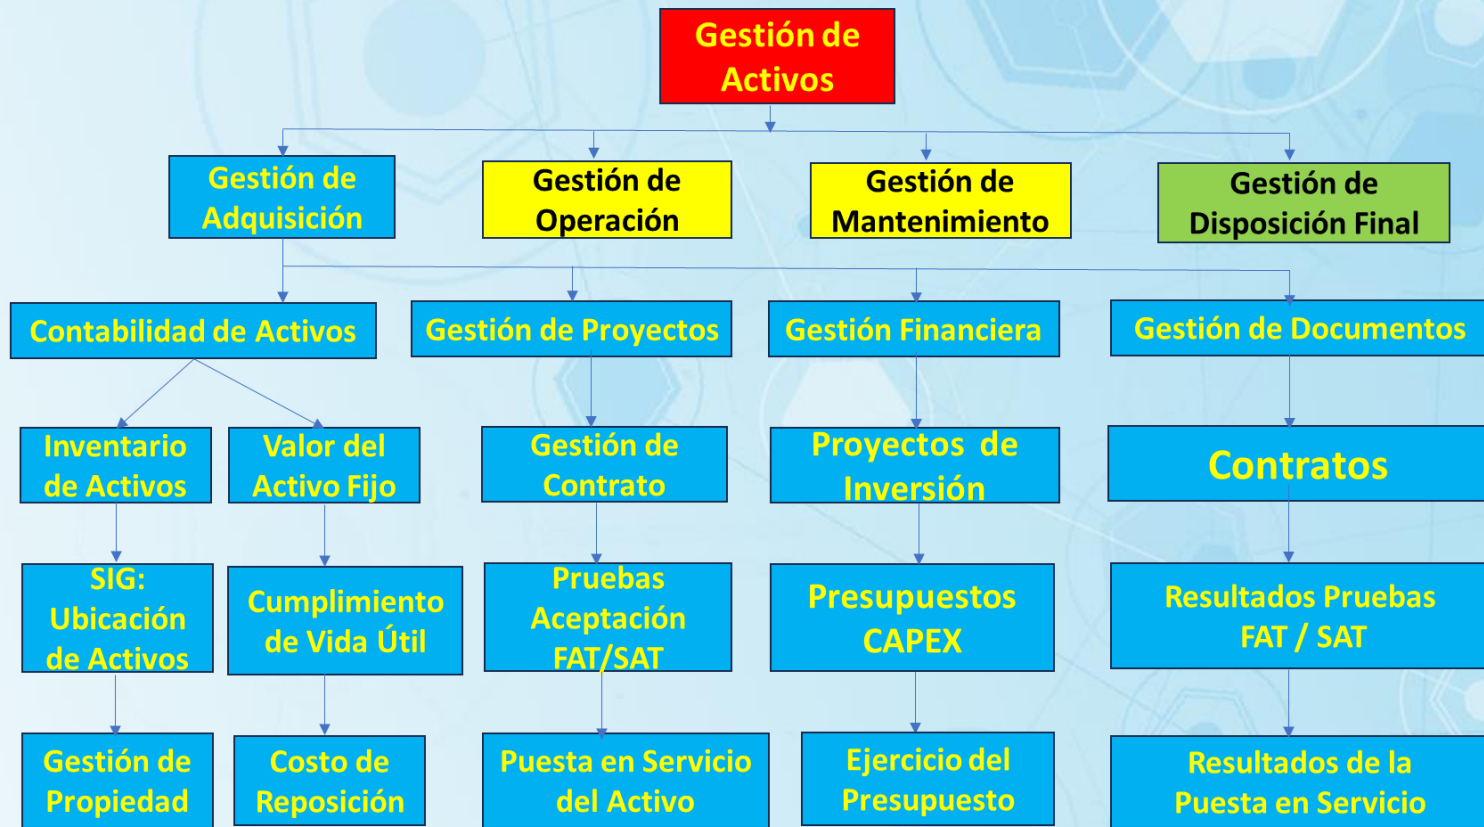 Gestión de
Activos
Gestión de
Adquisición
Gestión de
Operación
Gestión de
Mantenimiento
Gestión de
Disposición Final
Contabilidad de Activos
Gestión de Proyectos
Gestión Financiera
Gestión de Documentos
Inventario
de Activos
Valor del
Activo Fijo
Gestión de
Contrato
Proyectos de
Inversión
Contratos
SIG:
Ubicación
de Activos
Cumplimiento
de Vida Útil
Pruebas
Aceptación
FAT/SAT
Presupuestos
CAPEX
Resultados Pruebas
FAT / SAT
Gestión de
Propiedad
Costo de
Reposición
Puesta en Servicio
del Activo
Ejercicio del
Presupuesto
Resultados de la
Puesta en Servicio